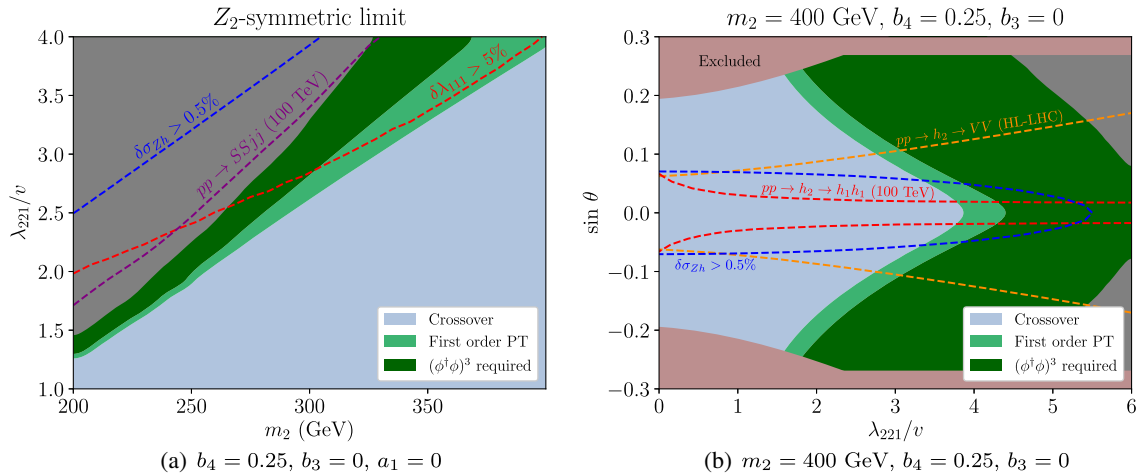 Z₂-symmetric limit
4.0
3.5
3.0
2.5
2.0
1.5
1.0
λ₂₂₁/v
δσ_{Zh} > 0.5%
pp → SSjj (100 TeV)
δλ₁₁₁ > 5%
Crossover
First order PT
(ϕ†ϕ)³ required
200 250 300 350
m₂ (GeV)
(a) b₄ = 0.25, b₃ = 0, a₁ = 0
m₂ = 400 GeV, b₄ = 0.25, b₃ = 0
0.3
0.2
0.1
0.0
−0.1
−0.2
−0.3
sin θ
Excluded
pp → h₂ → VV (HL-LHC)
pp → h₂ → h₁h₁ (100 TeV)
δσ_{Zh} > 0.5%
Crossover
First order PT
(ϕ†ϕ)³ required
0 1 2 3 4 5 6
λ₂₂₁/v
(b) m₂ = 400 GeV, b₄ = 0.25, b₃ = 0